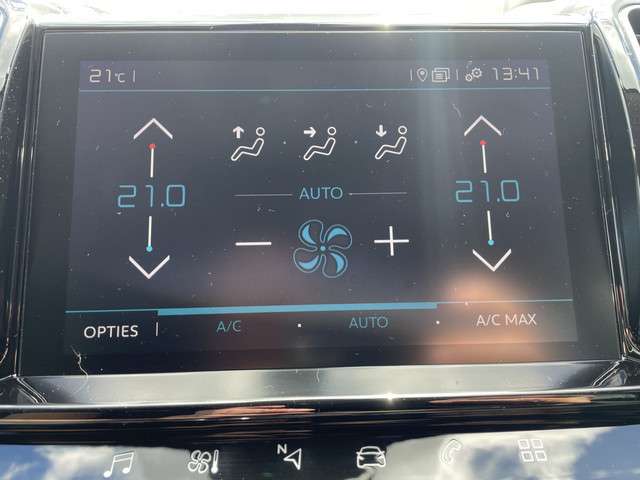 21°C 13:41
21.0 21.0
AUTO
OPTIES A/C AUTO A/C MAX
N